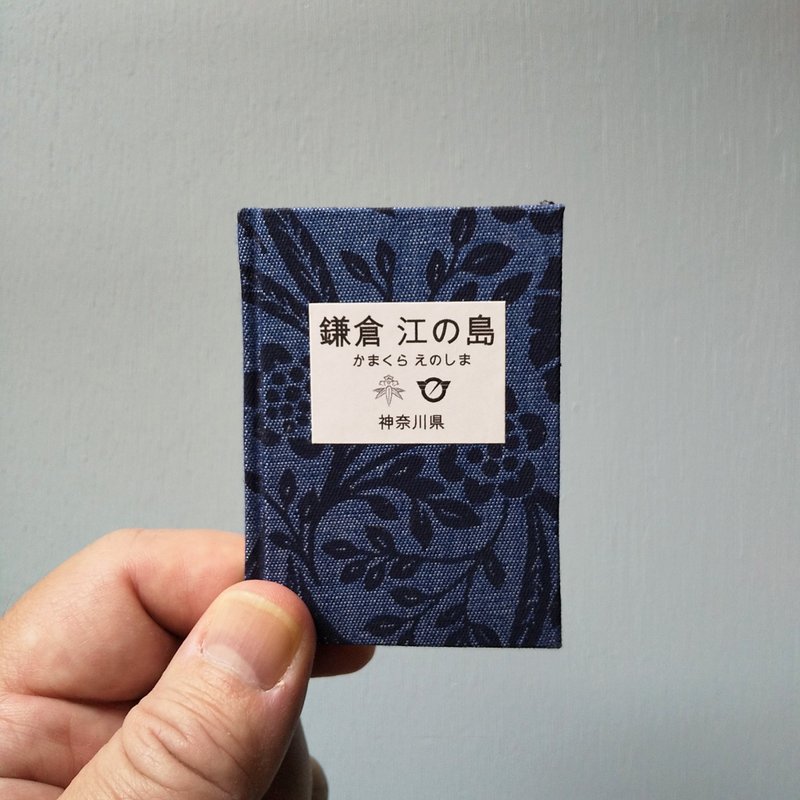 鎌倉 江の島
かまくら えのしま
神奈川県